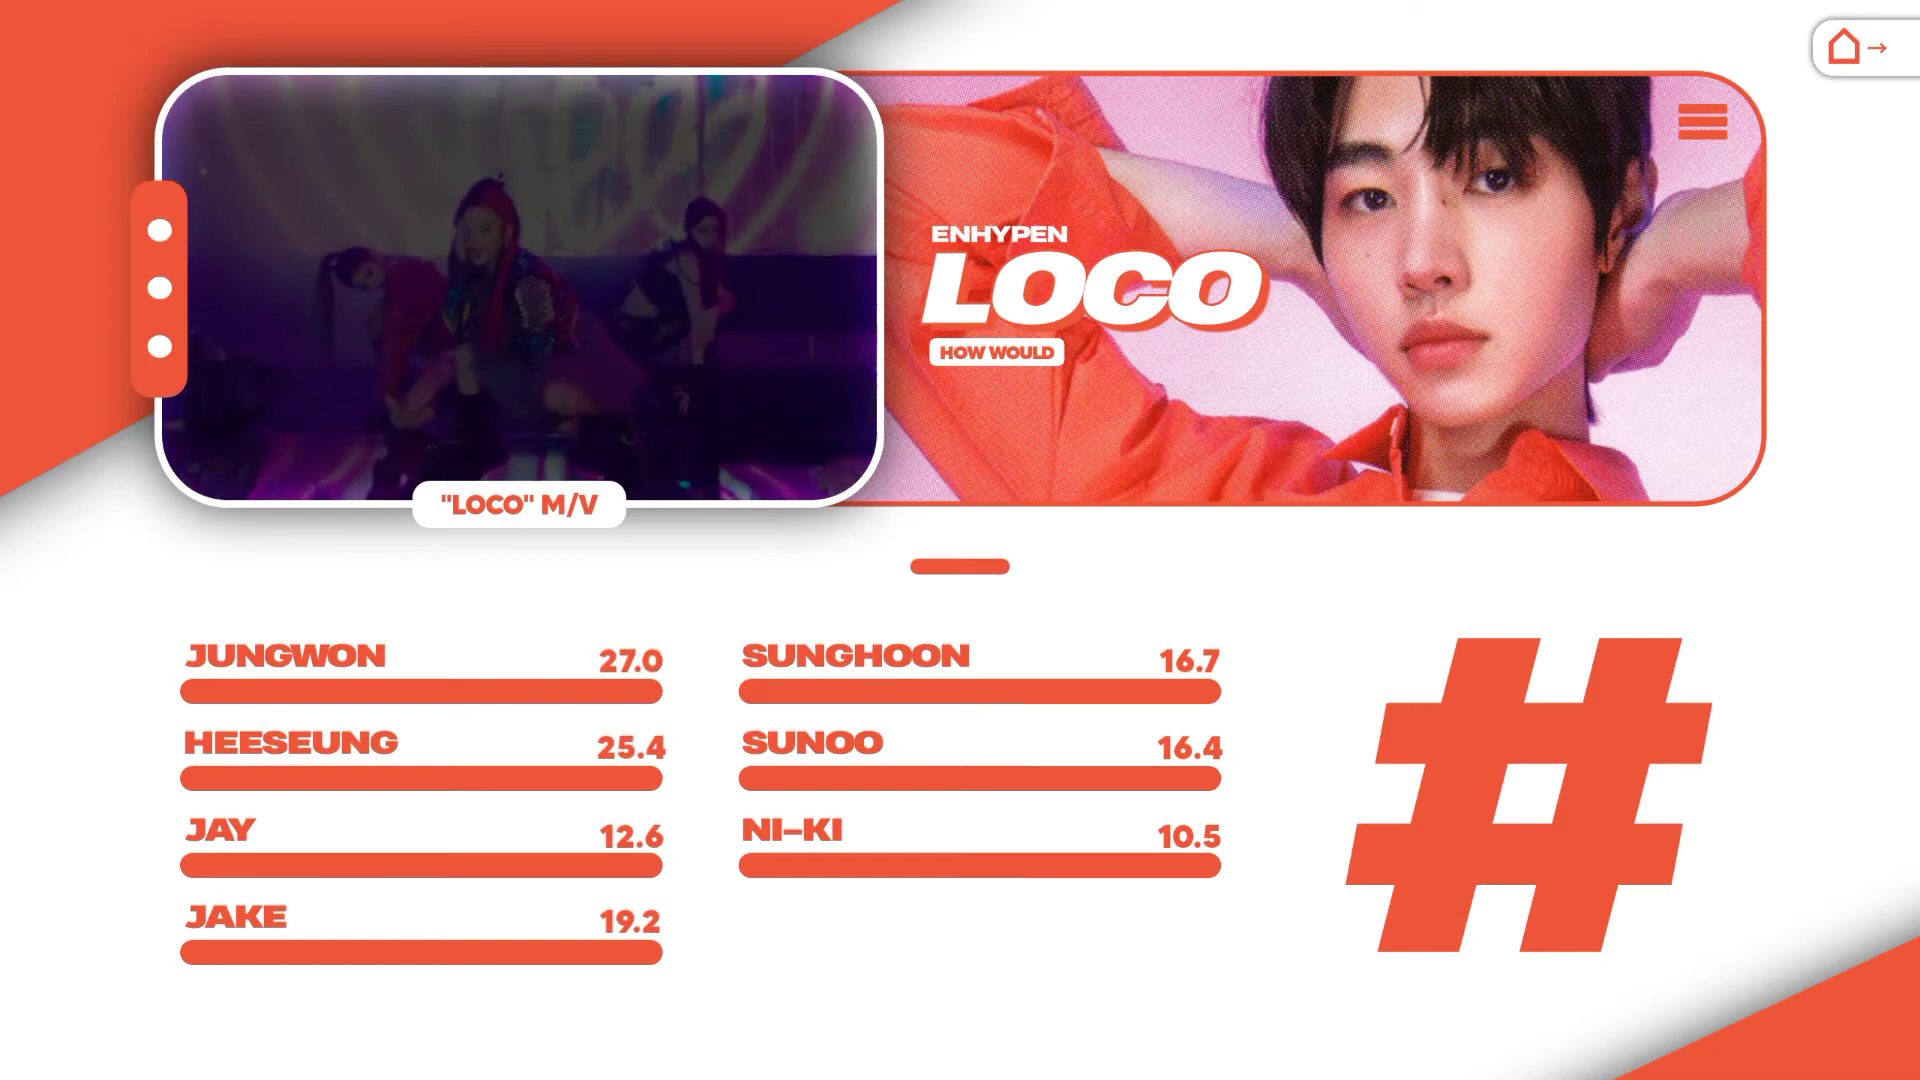 ENHYPEN
LOCO
HOW WOULD
"LOCO" M/V
JUNGWON 27.0
HEESEUNG 25.4
JAY 12.6
JAKE 19.2
SUNGHOON 16.7
SUNOO 16.4
NI-KI 10.5
#